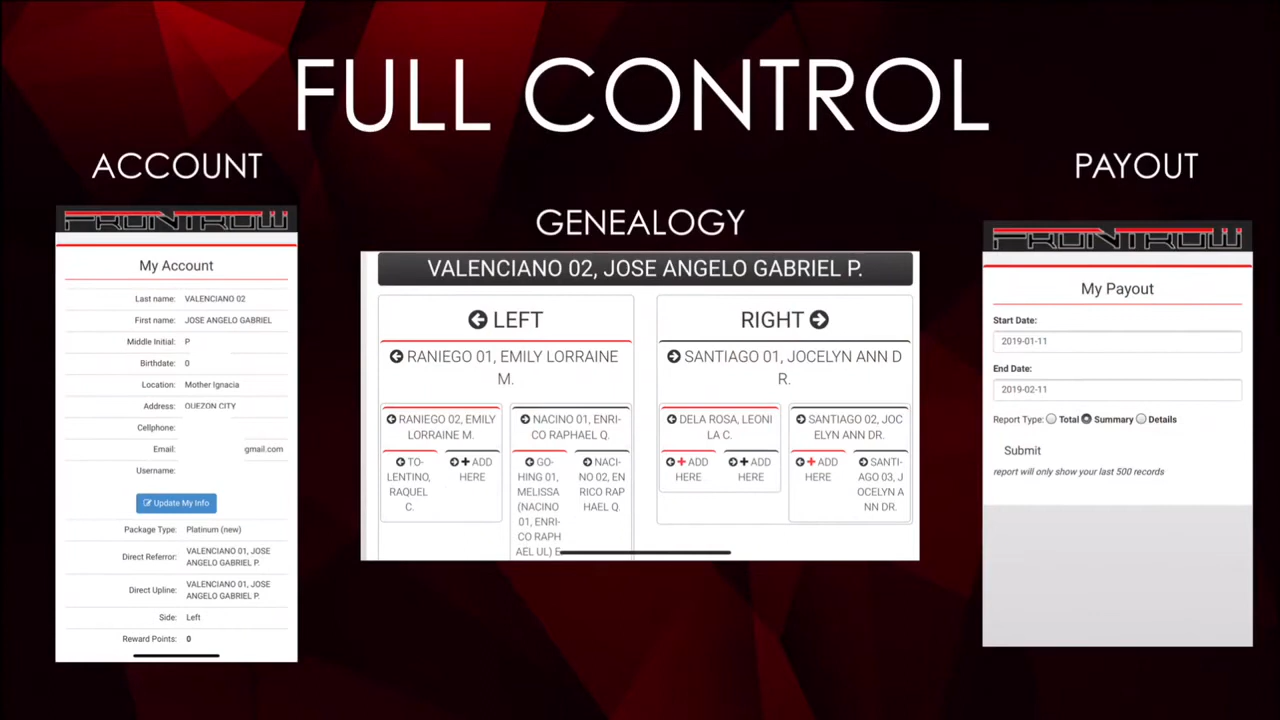 FULL CONTROL
ACCOUNT
FRONTROW
My Account
Last name: VALENCIANO 02
First name: JOSE ANGELO GABRIEL
Middle Initial: P
Birthdate: 0
Location: Mother Ignacia
Address: QUEZON CITY
Cellphone:
Email: gmail.com
Username:
Update My Info
Package Type: Platinum (new)
Direct Referror: VALENCIANO 01, JOSE
ANGELO GABRIEL P.
Direct Upline: VALENCIANO 01, JOSE
ANGELO GABRIEL P.
Side: Left
Reward Points: 0
GENEALOGY
VALENCIANO 02, JOSE ANGELO GABRIEL P.
LEFT
RANIEGO 01, EMILY LORRAINE
M.
RANIEGO 02, EMILY
LORRAINE M.
TO-
LENTINO,
RAQUEL
C.
ADD
HERE
NACINO 01, ENRI-
CO RAPHAEL Q.
GO-
HING 01,
MELISSA
(NACINO
01, ENRI-
CO RAPH
AEL UL) E
NACI-
NO 02, EN
RICO RAP
HAEL Q.
RIGHT
SANTIAGO 01, JOCELYN ANN D
R.
DELA ROSA, LEONI
LA C.
ADD
HERE
ADD
HERE
SANTIAGO 02, JOC
ELYN ANN DR.
ADD
HERE
SANTI-
AGO 03, J
OCELYN A
NN DR.
PAYOUT
FRONTROW
My Payout
Start Date:
2019-01-11
End Date:
2019-02-11
Report Type: Total Summary Details
Submit
report will only show your last 500 records